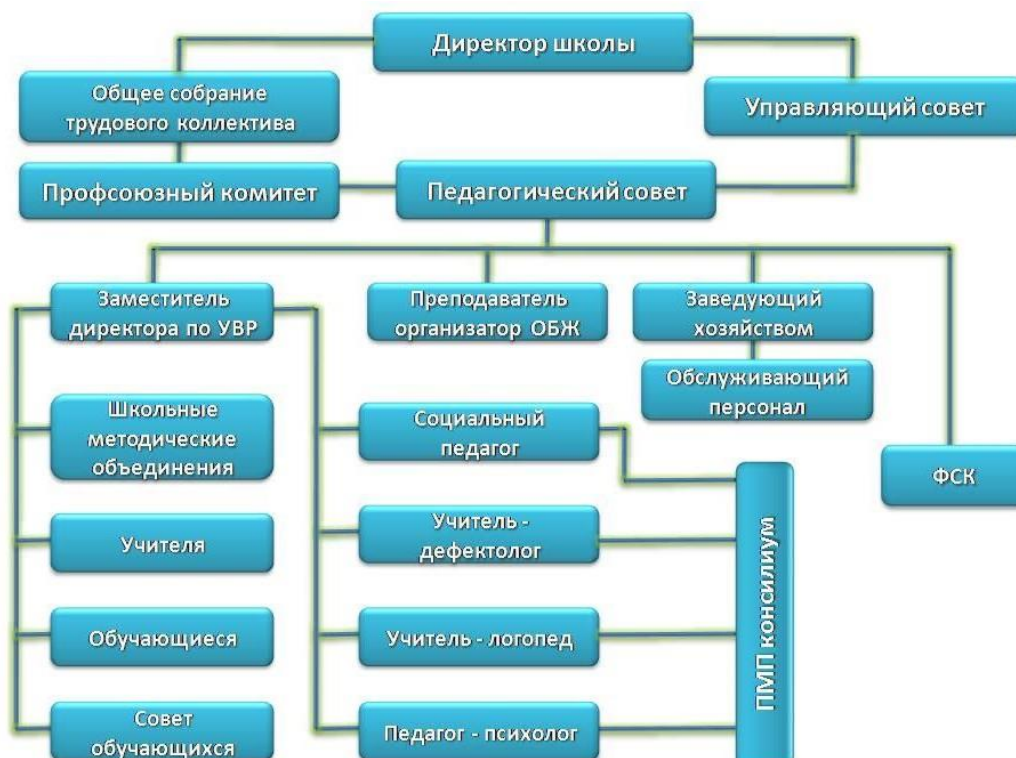 Директор школы
Общее собрание
трудового коллектива
Управляющий совет
Профсоюзный комитет
Педагогический совет
Заместитель
директора по УВР
Преподаватель
организатор ОБЖ
Заведующий
хозяйством
Обслуживающий
персонал
Школьные
методические
объединения
Социальный
педагог
ФСК
Учителя
Учитель -
дефектолог
ПМП консилиум
Обучающиеся
Учитель - логопед
Совет
обучающихся
Педагог - психолог